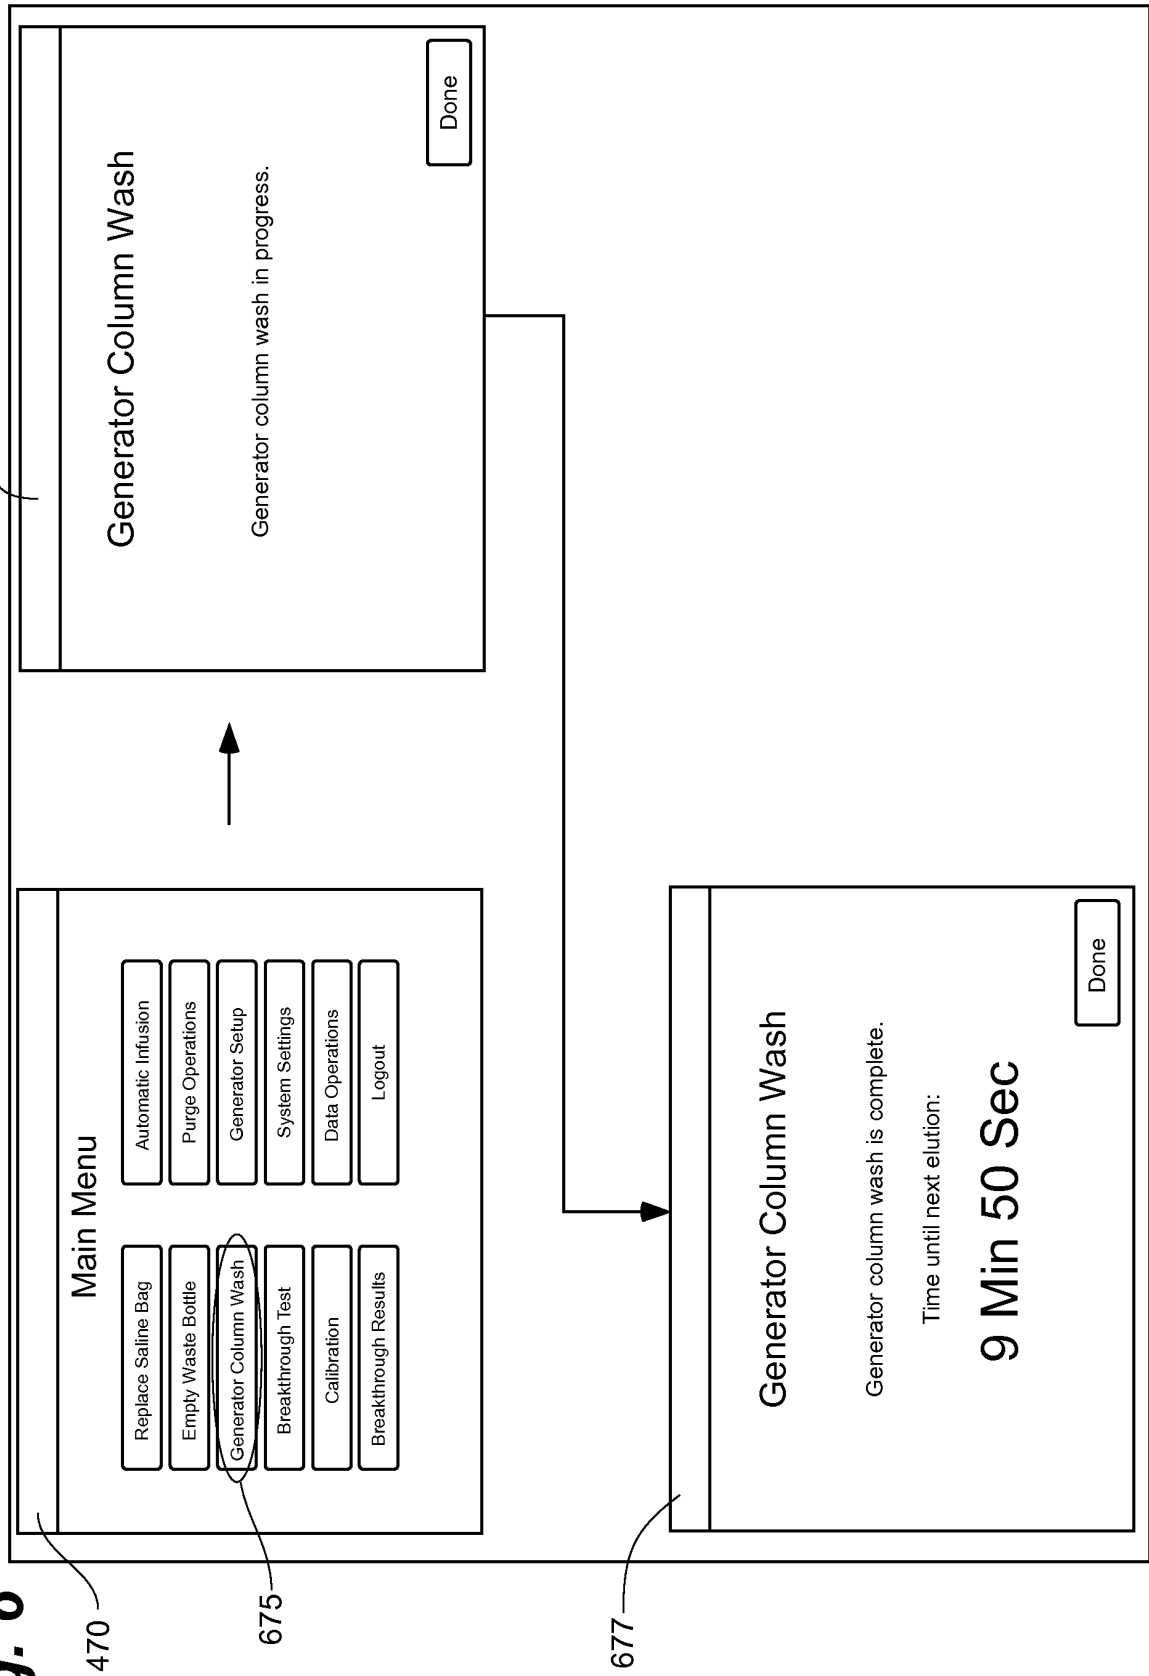 470
Main Menu
Replace Saline Bag
Empty Waste Bottle
Generator Column Wash
Breakthrough Test
Calibration
Breakthrough Results
Automatic Infusion
Purge Operations
Generator Setup
System Settings
Data Operations
Logout
675
Generator Column Wash
Generator column wash in progress.
Done
677
Generator Column Wash
Generator column wash is complete.
Time until next elution:
9 Min 50 Sec
Done